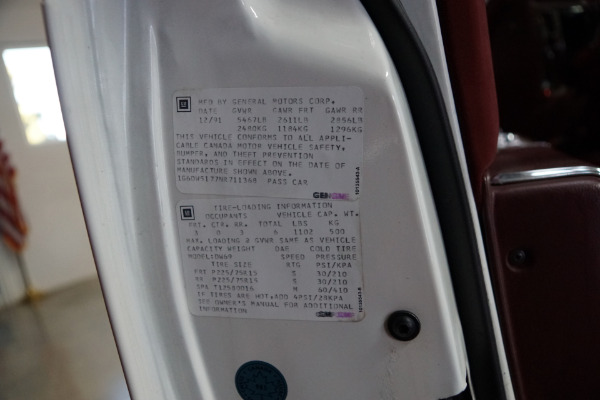 MFD BY GENERAL MOTORS CORP.
DATE GVWR GAWR FRT GAWR RR
12/91 5467LB 2611LB 2856LB
2480KG 1184KG 1296KG
THIS VEHICLE CONFORMS TO ALL APPLI-
CABLE CANADA MOTOR VEHICLE SAFETY,
BUMPER, AND THEFT PREVENTION
STANDARDS IN EFFECT ON THE DATE OF
MANUFACTURE SHOWN ABOVE.
PASS CAR
TIRE-LOADING INFORMATION
OCCUPANTS VEHICLE CAP. WT.
FRT. CTR. RR. TOTAL LBS KG
3 0 3 6 1102 500
MAX. LOADING @ GVWR SAME AS VEHICLE
CAPACITY WEIGHT COLD TIRE
MODEL: SPEED PRESSURE
TIRE SIZE RTG PSI/KPA
FRT P225/75R15 S 30/210
RR P225/75R15 S 30/210
SPA M 60/410
IF TIRES ARE HOT,ADD 4PSI/28KPA
SEE OWNER'S MANUAL FOR ADDITIONAL
INFORMATION